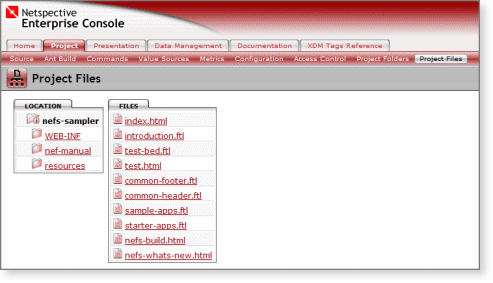 Netspective
Enterprise Console
Home Project Presentation Data Management Documentation XDM Tags Reference
Source Ant Build Commands Value Sources Metrics Configuration Access Control Project Folders Project Files
D
Project Files
LOCATION
nefs-sampler
WEB-INF
nef-manual
resources
FILES
index.html
introduction.ftl
test-bed.ftl
test.html
common-footer.ftl
common-header.ftl
sample-apps.ftl
starter-apps.ftl
nefs-build.html
nefs-whats-new.html